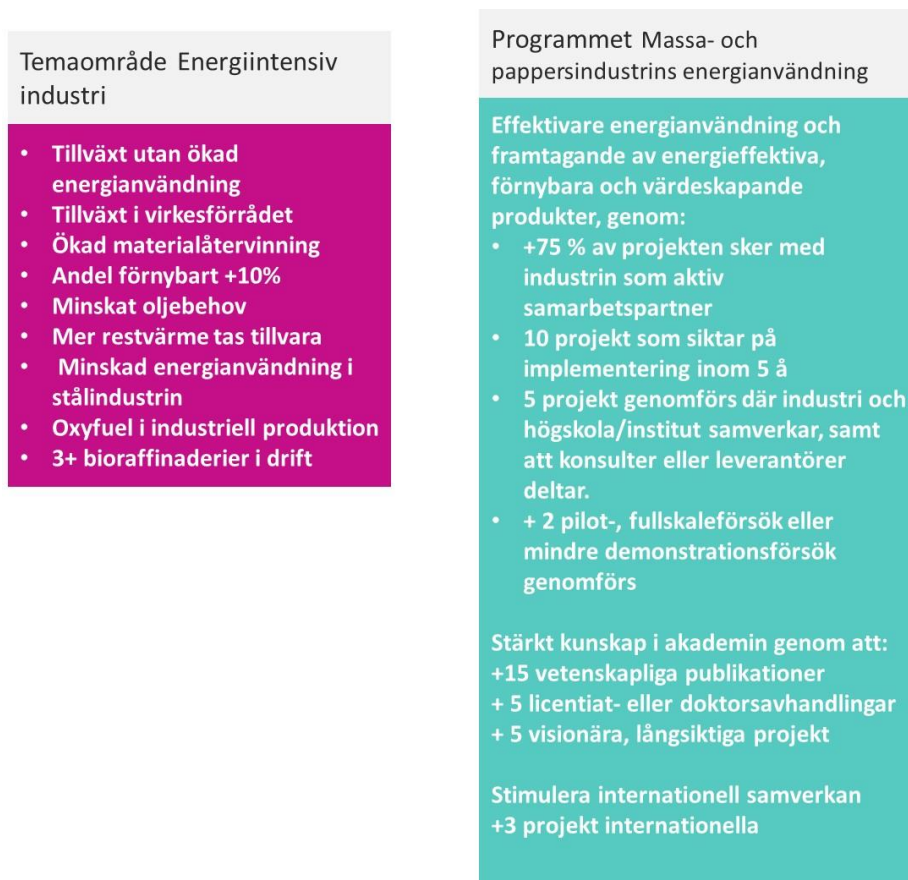 Temaområde Energiintensiv
industri
• Tillväxt utan ökad
energianvändning
• Tillväxt i virkesförrådet
• Ökad materialåtervinning
• Andel förnybart +10%
• Minskat oljebehov
• Mer restvärme tas tillvara
• Minskad energianvändning i
stålindustrin
• Oxyfuel i industriell produktion
• 3+ bioraffinaderier i drift
Programmet Massa- och
pappersindustrins energianvändning
Effektivare energianvändning och
framtagande av energieffektiva,
förnybara och värdeskapande
produkter, genom:
• +75 % av projekten sker med
industrin som aktiv
samarbetspartner
• 10 projekt som siktar på
implementering inom 5 å
• 5 projekt genomförs där industri och
högskola/institut samverkar, samt
att konsulter eller leverantörer
deltar.
• + 2 pilot-, fullskaleförsök eller
mindre demonstrationsförsök
genomförs
Stärkt kunskap i akademin genom att:
+15 vetenskapliga publikationer
+ 5 licentiat- eller doktorsavhandlingar
+ 5 visionära, långsiktiga projekt
Stimulera internationell samverkan
+3 projekt internationella